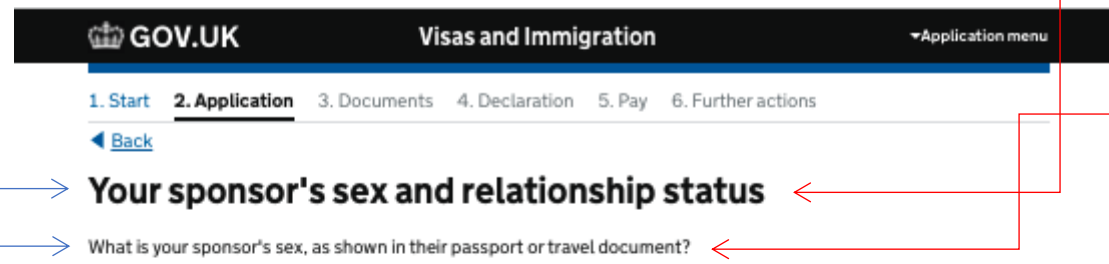 GOV.UK Visas and Immigration Application menu
1. Start 2. Application 3. Documents 4. Declaration 5. Pay 6. Further actions
Back
Your sponsor's sex and relationship status
What is your sponsor's sex, as shown in their passport or travel document?